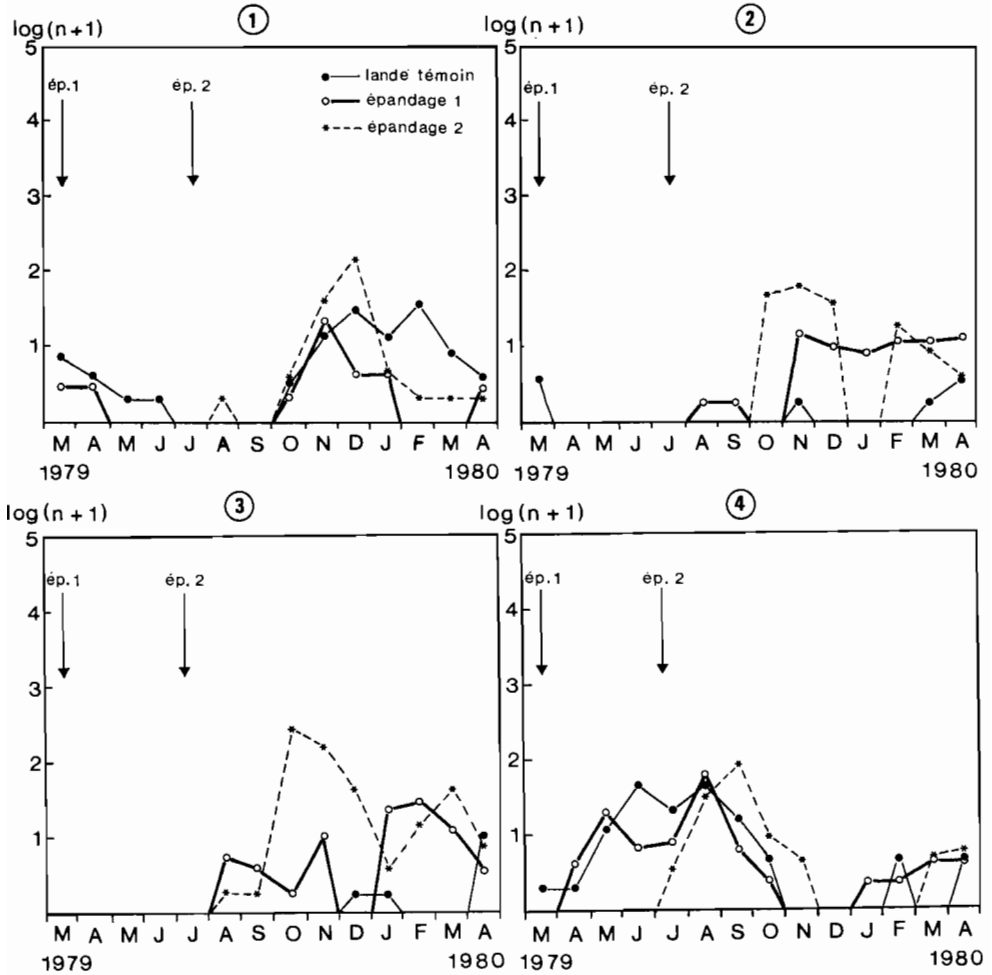 ①
log(n+1)
5
4
3
2
1
ép.1
ép. 2
lande témoin
épandage 1
épandage 2
M A M J J A S O N D J F M A
1979 1980
②
log(n+1)
5
4
3
2
1
ép.1
ép. 2
M A M J J A S O N D J F M A
1979 1980
③
log(n + 1)
5
4
3
2
1
ép.1
ép. 2
M A M J J A S O N D J F M A
1979 1980
④
log(n + 1)
5
4
3
2
1
ép.1
ép. 2
M A M J J A S O N D J F M A
1979 1980